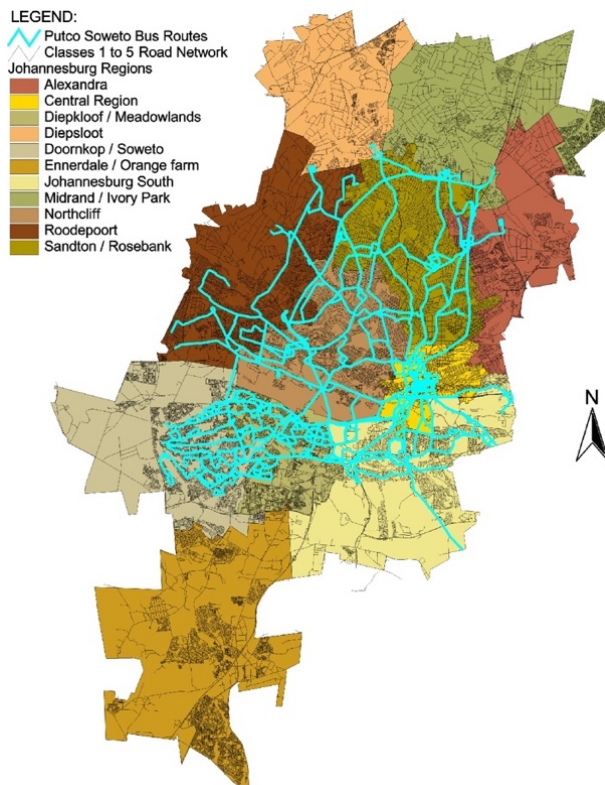 LEGEND:
Putco Soweto Bus Routes
Classes 1 to 5 Road Network
Johannesburg Regions
Alexandra
Central Region
Diepkloof / Meadowlands
Diepsloot
Doornkop / Soweto
Ennerdale / Orange farm
Johannesburg South
Midrand / Ivory Park
Northcliff
Roodepoort
Sandton / Rosebank
N